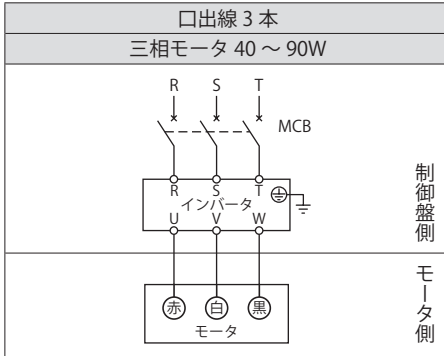 口出線 3 本
三相モータ 40 ～ 90W
R S T
MCB
R S T
インバータ
U V W
制御盤側
赤 白 黒
モータ
モータ側